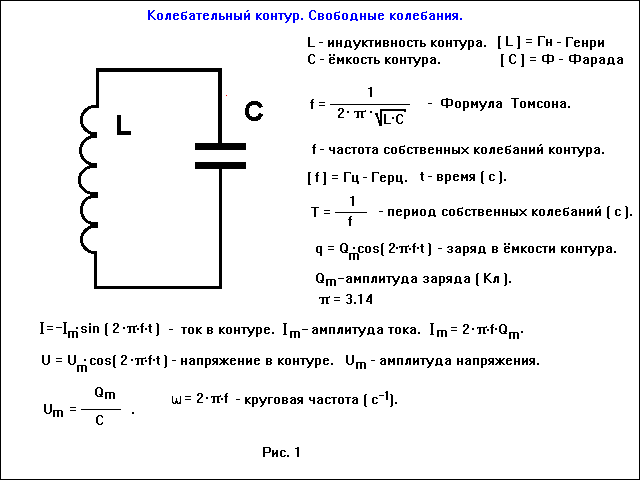 Колебательный контур. Свободные колебания.
L - индуктивность контура. [ L ] = Гн - Генри
С - ёмкость контура. [ С ] = Ф - Фарада
L
C
f = 1 / 2 · π · √L·C - Формула Томсона.
f - частота собственных колебаний контура.
[ f ] = Гц - Герц. t - время ( с ).
T = 1 / f - период собственных колебаний ( с ).
q = Qm·cos( 2·π·f·t ) - заряд в ёмкости контура.
Qm - амплитуда заряда ( Кл ).
π = 3.14
I = -Im·sin ( 2·π·f·t ) - ток в контуре. Im - амплитуда тока. Im = 2·π·f·Qm.
U = Um·cos( 2·π·f·t ) - напряжение в контуре. Um - амплитуда напряжения.
Um = Qm / C . ω = 2·π·f - круговая частота ( с⁻¹).
Рис. 1